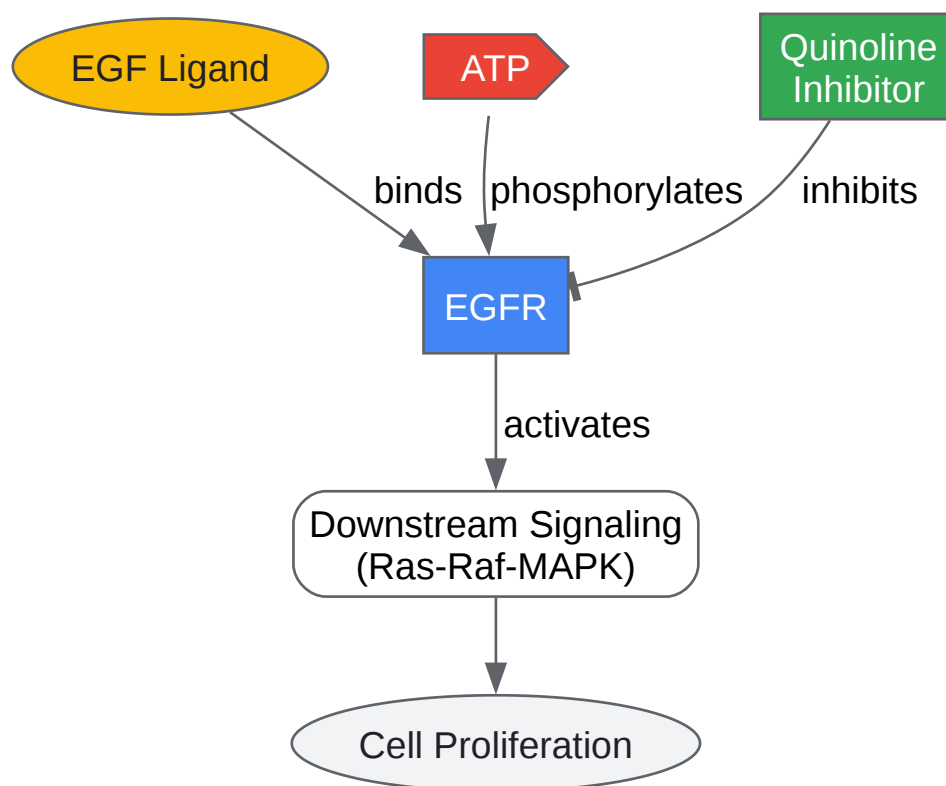 EGF Ligand
ATP
Quinoline
Inhibitor
binds
phosphorylates
inhibits
EGFR
activates
Downstream Signaling
(Ras-Raf-MAPK)
Cell Proliferation